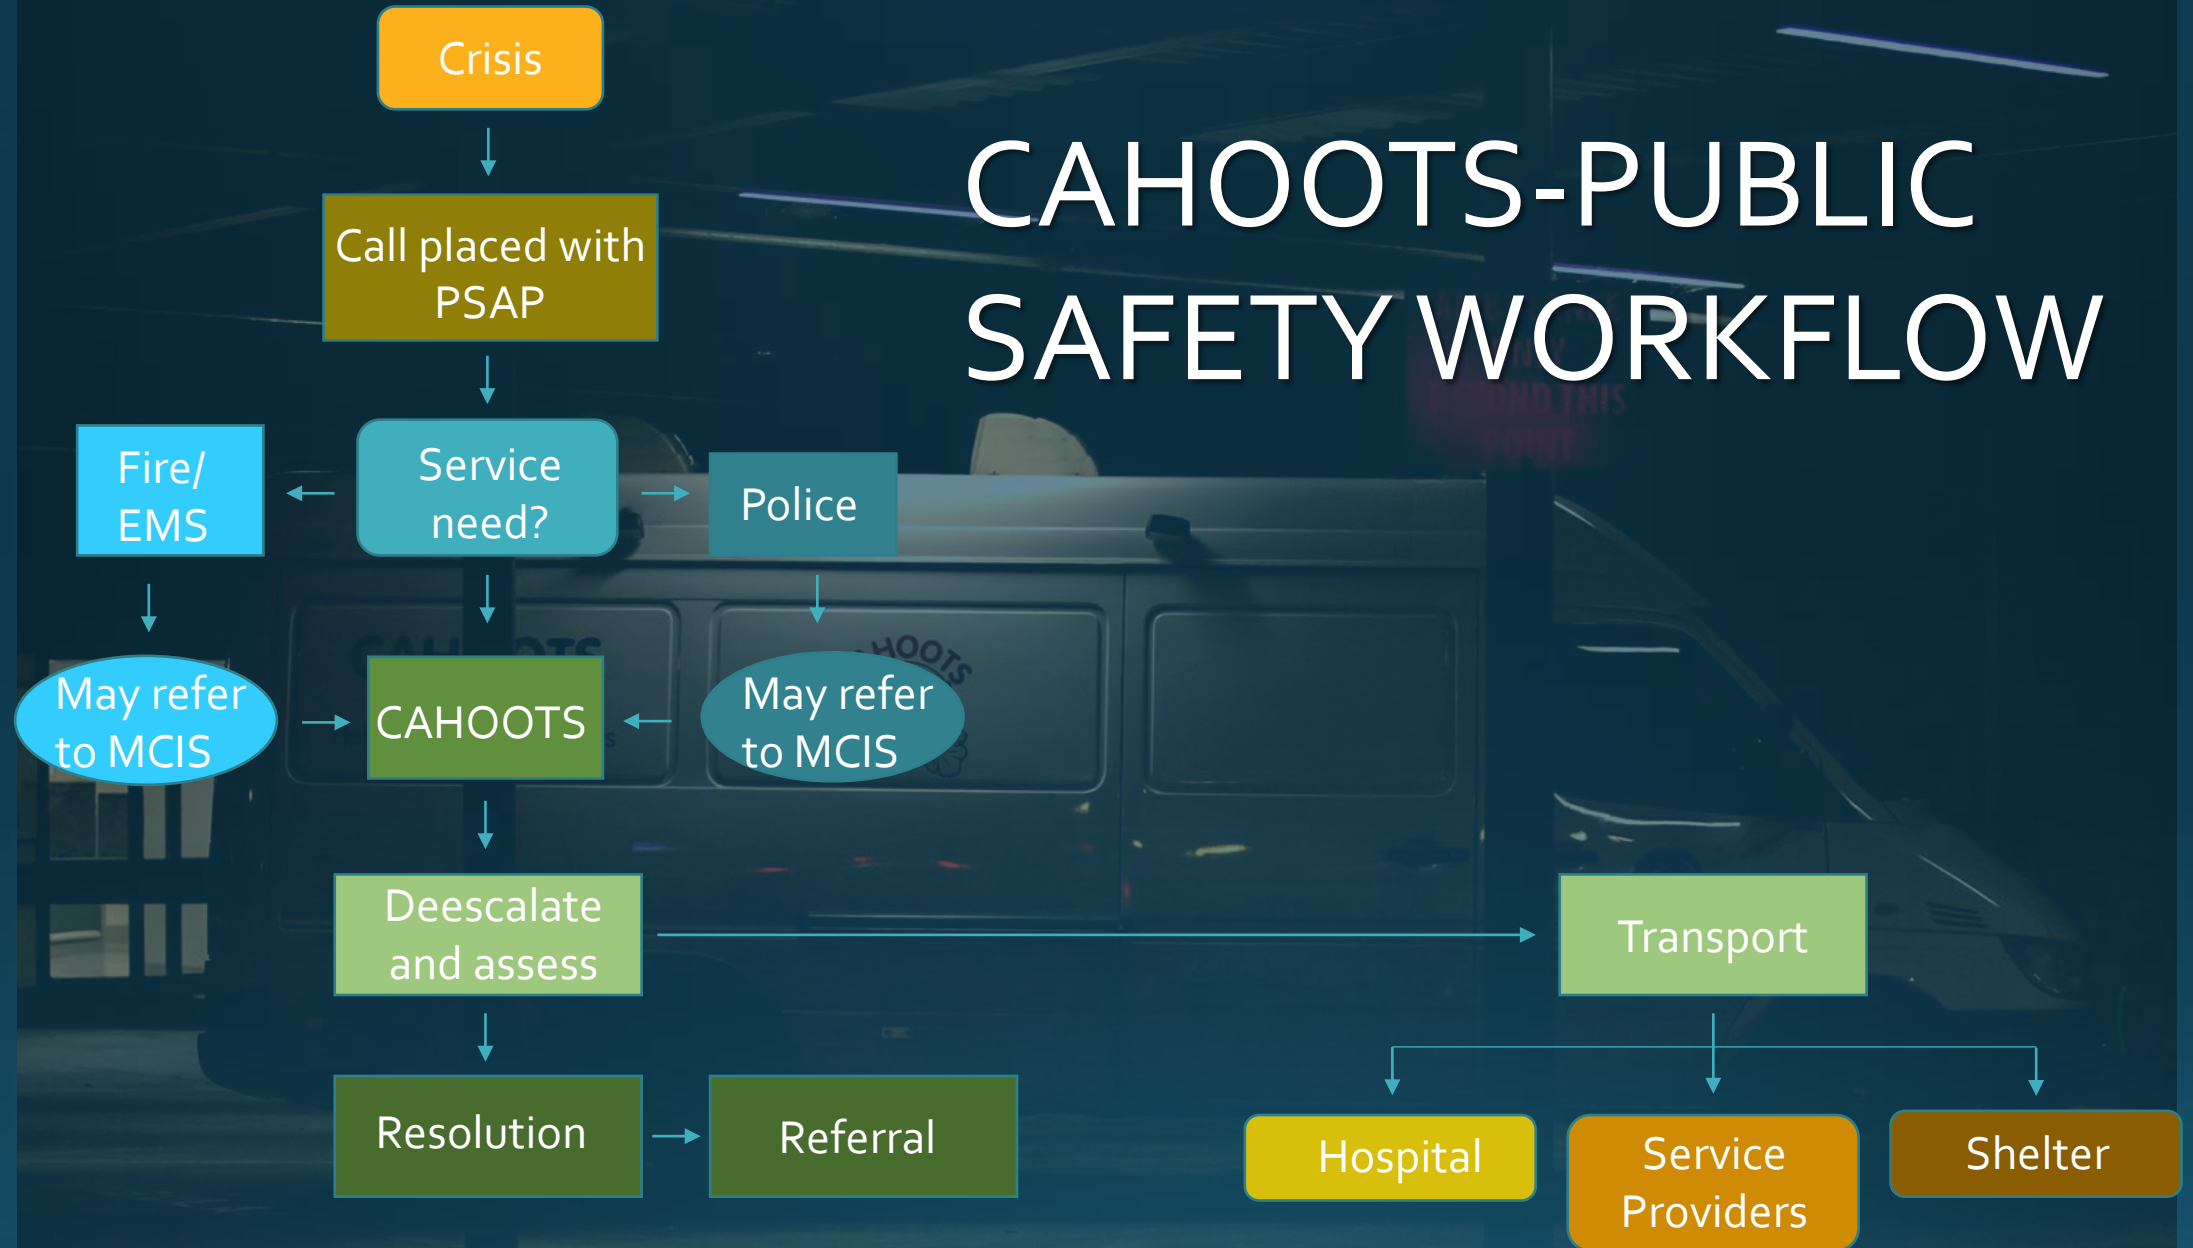 Crisis
CAHOOTS-PUBLIC
SAFETY WORKFLOW
Call placed with
PSAP
Fire/
EMS
Service
need?
Police
May refer
to MCIS
CAHOOTS
May refer
to MCIS
Deescalate
and assess
Transport
Resolution
Referral
Hospital
Service
Providers
Shelter